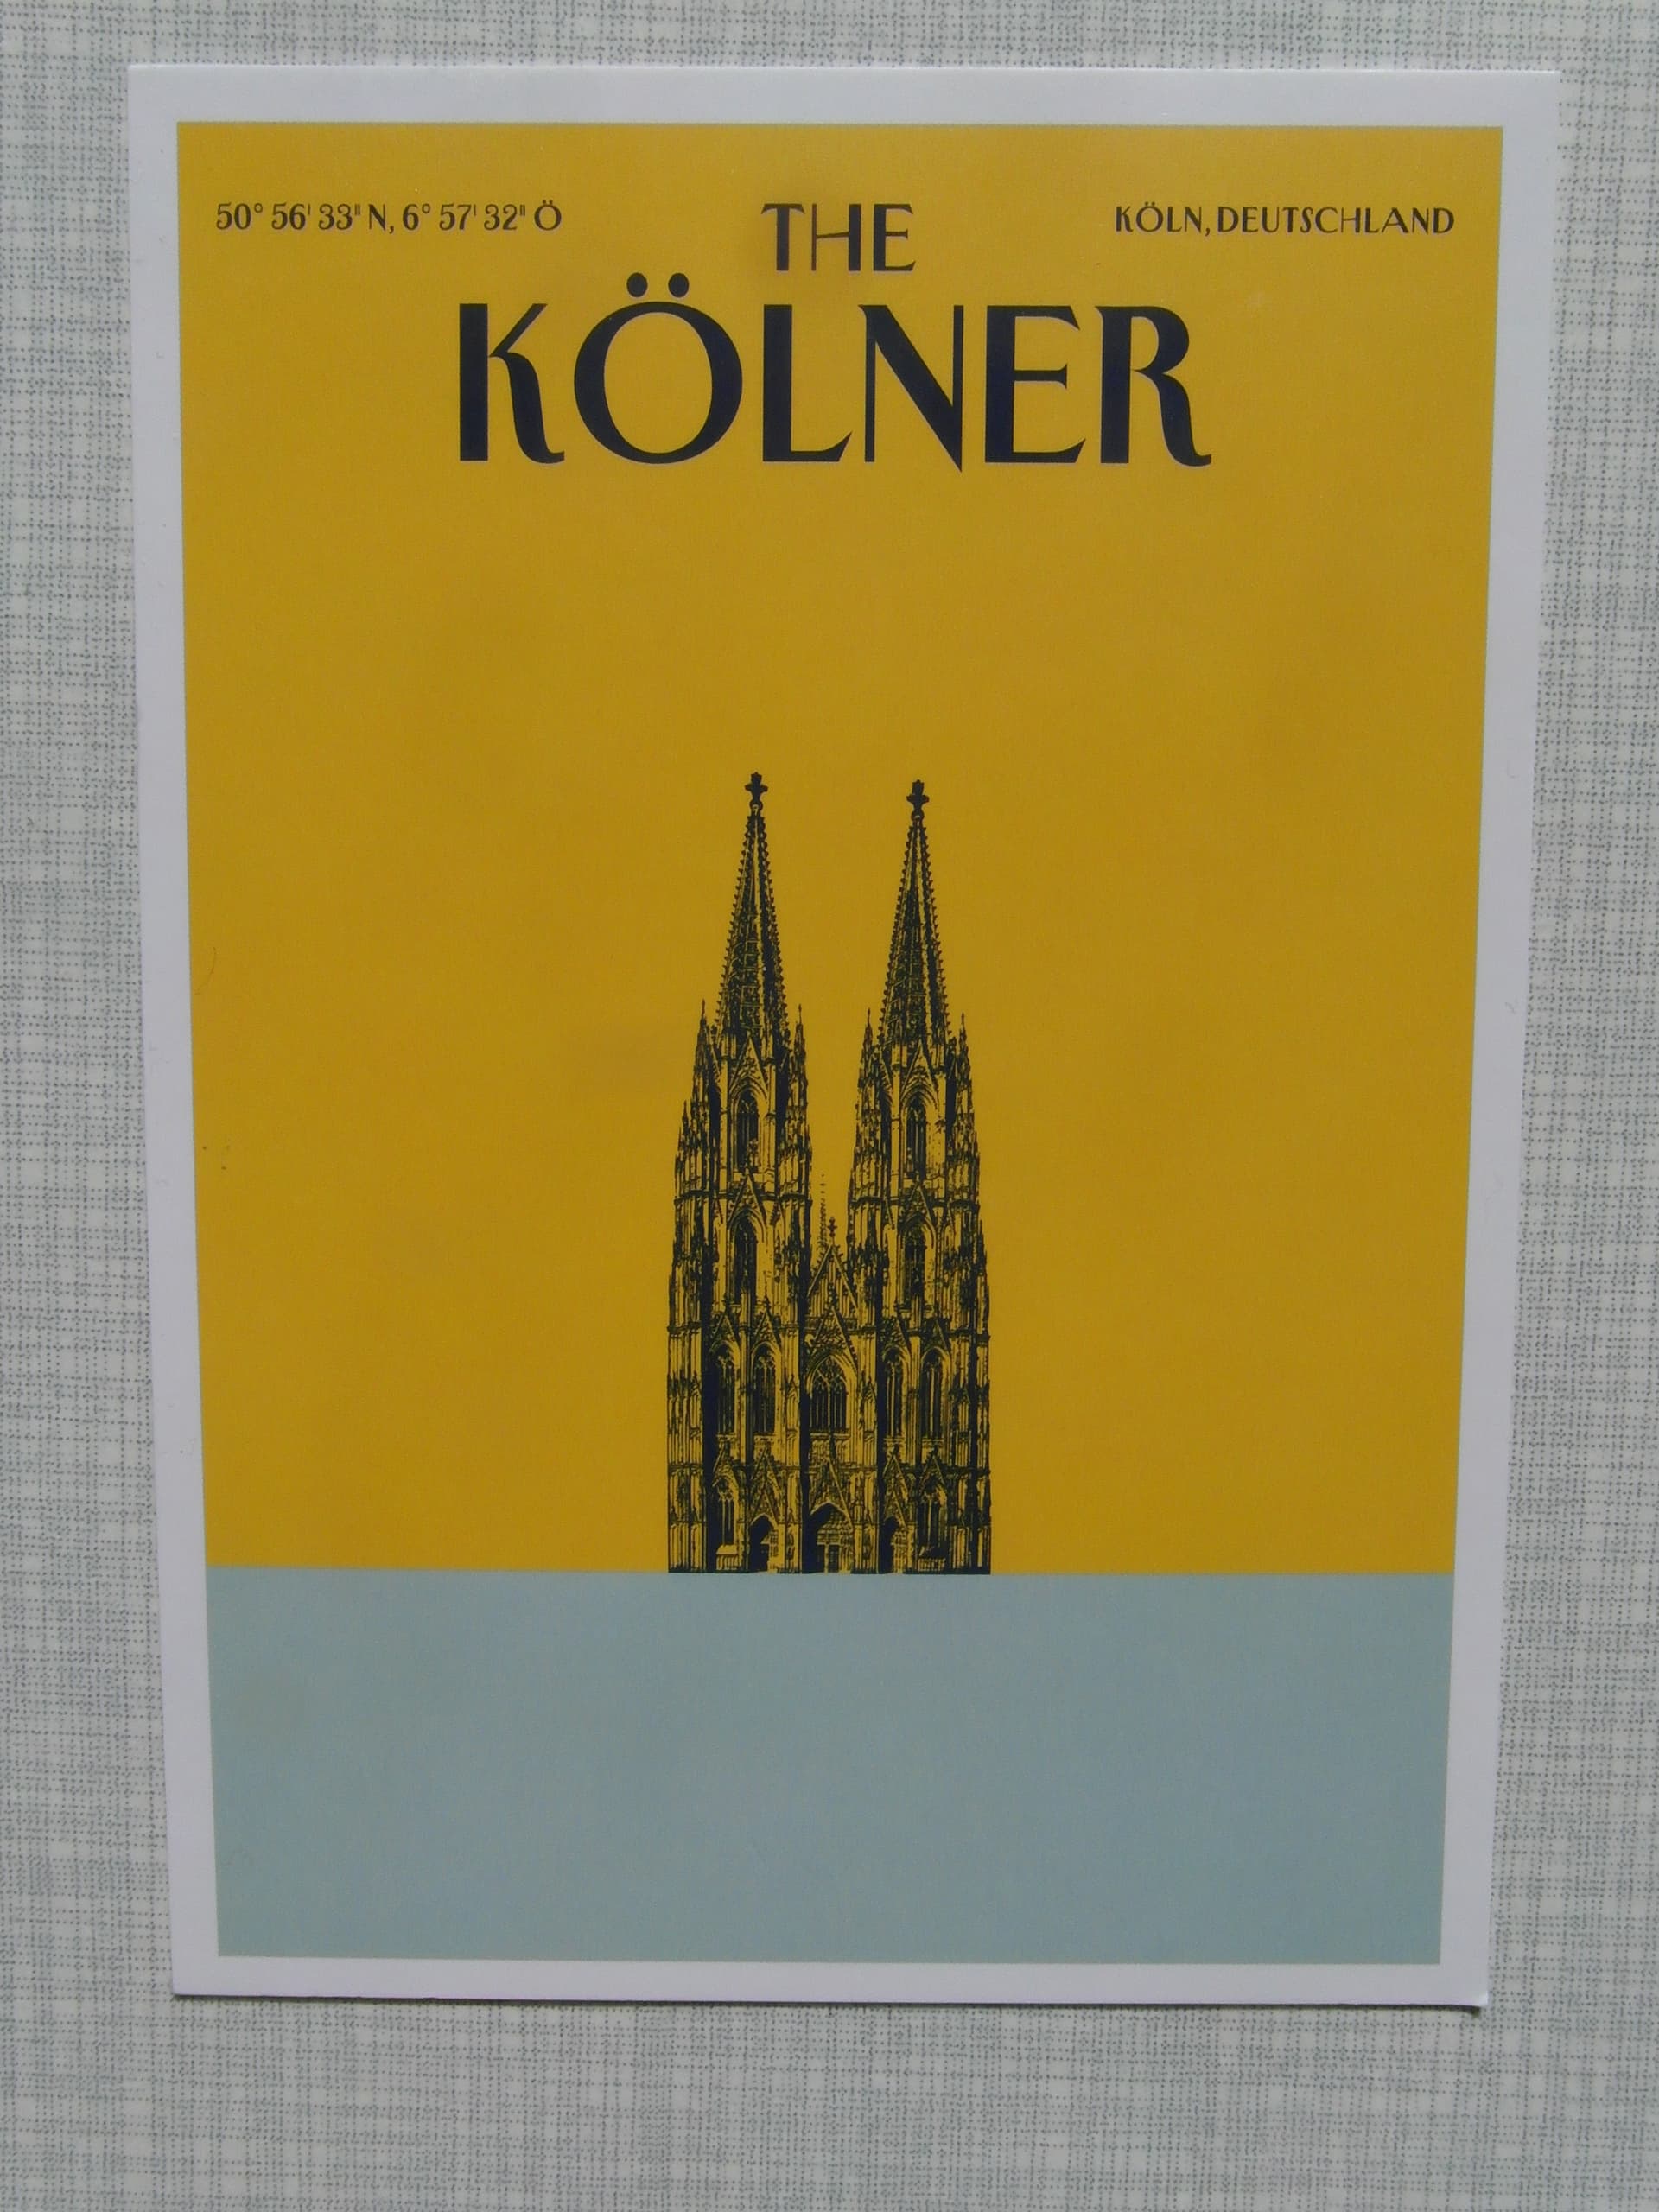 50° 56' 33" N, 6° 57' 32" Ö
THE
KÖLNER
KÖLN, DEUTSCHLAND